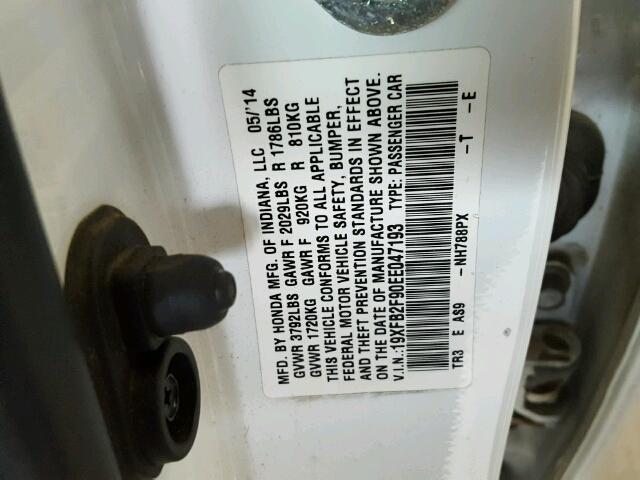 MFD. BY HONDA MFG. OF INDIANA, LLC 05/'14
GVWR 3792LBS GAWR F 2029LBS R 1786LBS
GVWR 1720KG GAWR F 920KG R 810KG
THIS VEHICLE CONFORMS TO ALL APPLICABLE
FEDERAL MOTOR VEHICLE SAFETY, BUMPER,
AND THEFT PREVENTION STANDARDS IN EFFECT
ON THE DATE OF MANUFACTURE SHOWN ABOVE.
V.I.N.:19XFB2F90EE047193 TYPE: PASSENGER CAR
TR3 E AS9 -NH788PX -T -E